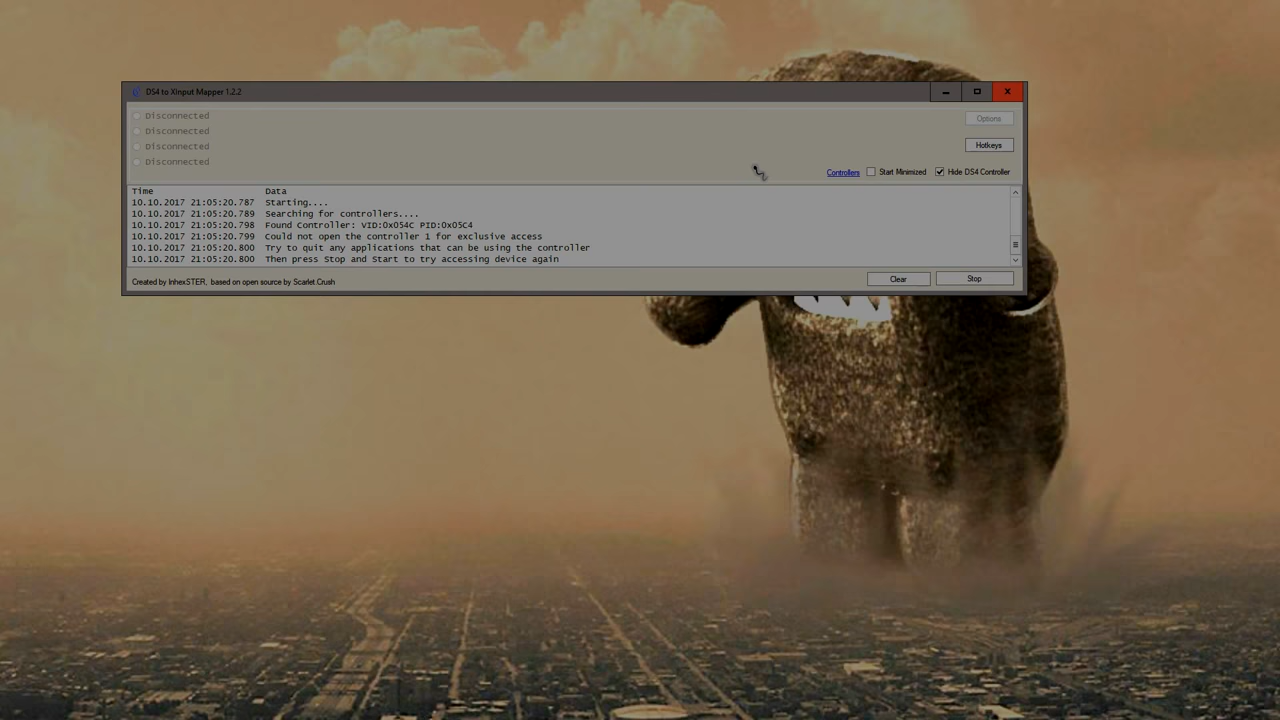 DS4 to XInput Mapper 1.2.2
X
Disconnected
Disconnected
Disconnected
Disconnected
Options
Hotkeys
Controllers Start Minimized Hide DS4 Controller
Time Data
10.10.2017 21:05:20.787 Starting....
10.10.2017 21:05:20.789 Searching for controllers....
10.10.2017 21:05:20.798 Found Controller: VID:0x054C PID:0x05C4
10.10.2017 21:05:20.799 Could not open the controller 1 for exclusive access
10.10.2017 21:05:20.800 Try to quit any applications that can be using the controller
10.10.2017 21:05:20.800 Then press Stop and Start to try accessing device again
Created by InhexSTER, based on open source by Scarlet.Crush
Clear Stop